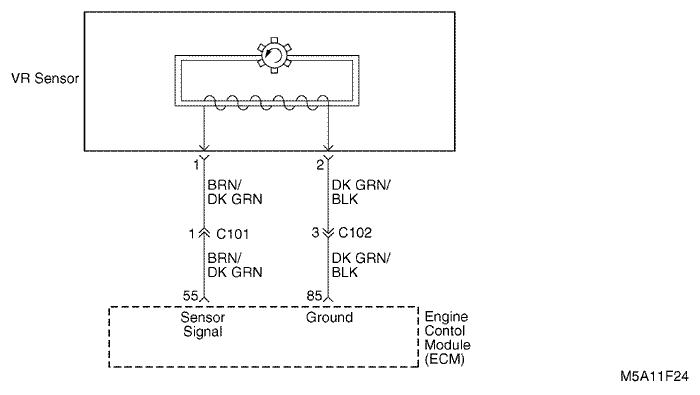 VR Sensor
1
2
BRN/
DK GRN
DK GRN/
BLK
1 C101
3 C102
BRN/
DK GRN
DK GRN/
BLK
55
85
Sensor
Signal
Ground
Engine
Contol
Module
(ECM)
M5A11F24